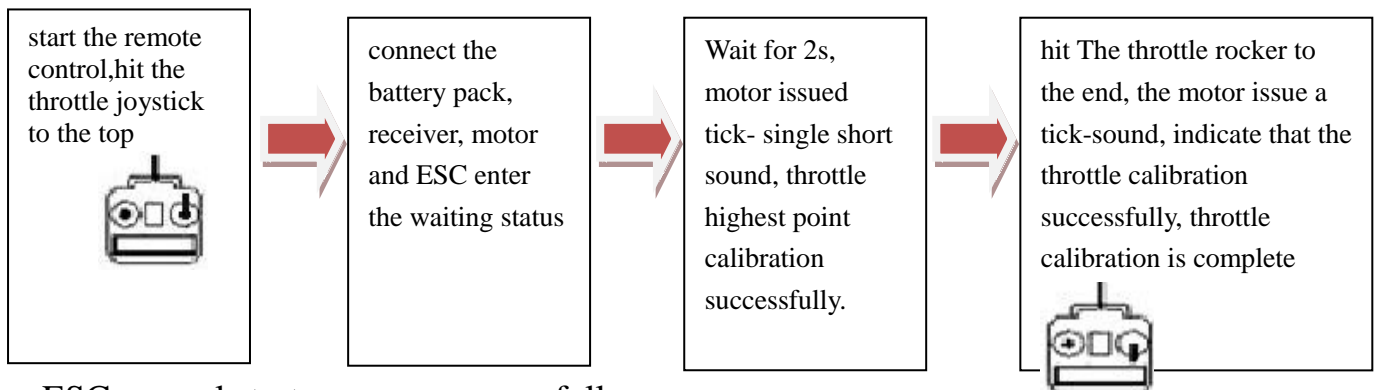 start the remote
control,hit the
throttle joystick
to the top
connect the
battery pack,
receiver, motor
and ESC enter
the waiting status
Wait for 2s,
motor issued
tick- single short
sound, throttle
highest point
calibration
successfully.
hit The throttle rocker to
the end, the motor issue a
tick-sound, indicate that the
throttle calibration
successfully, throttle
calibration is complete
ESC